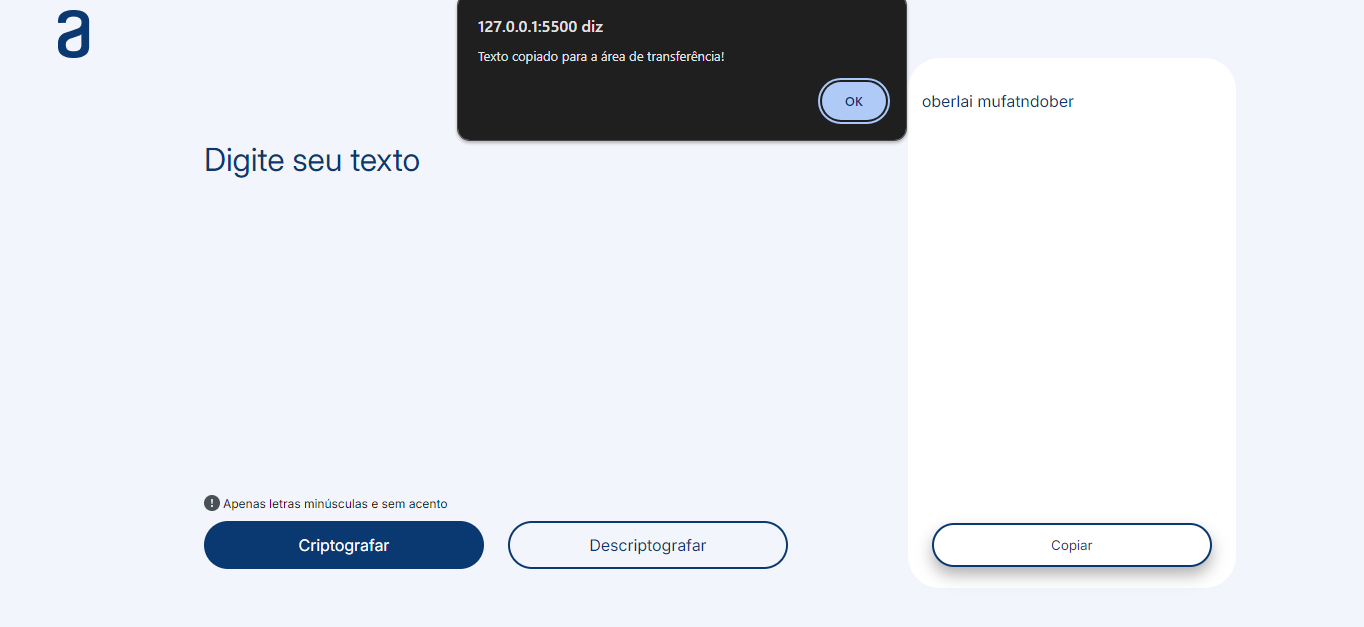 a
127.0.0.1:5500 diz
Texto copiado para a área de transferência!
OK
oberlai mufatndober
Digite seu texto
! Apenas letras minúsculas e sem acento
Criptografar
Descriptografar
Copiar